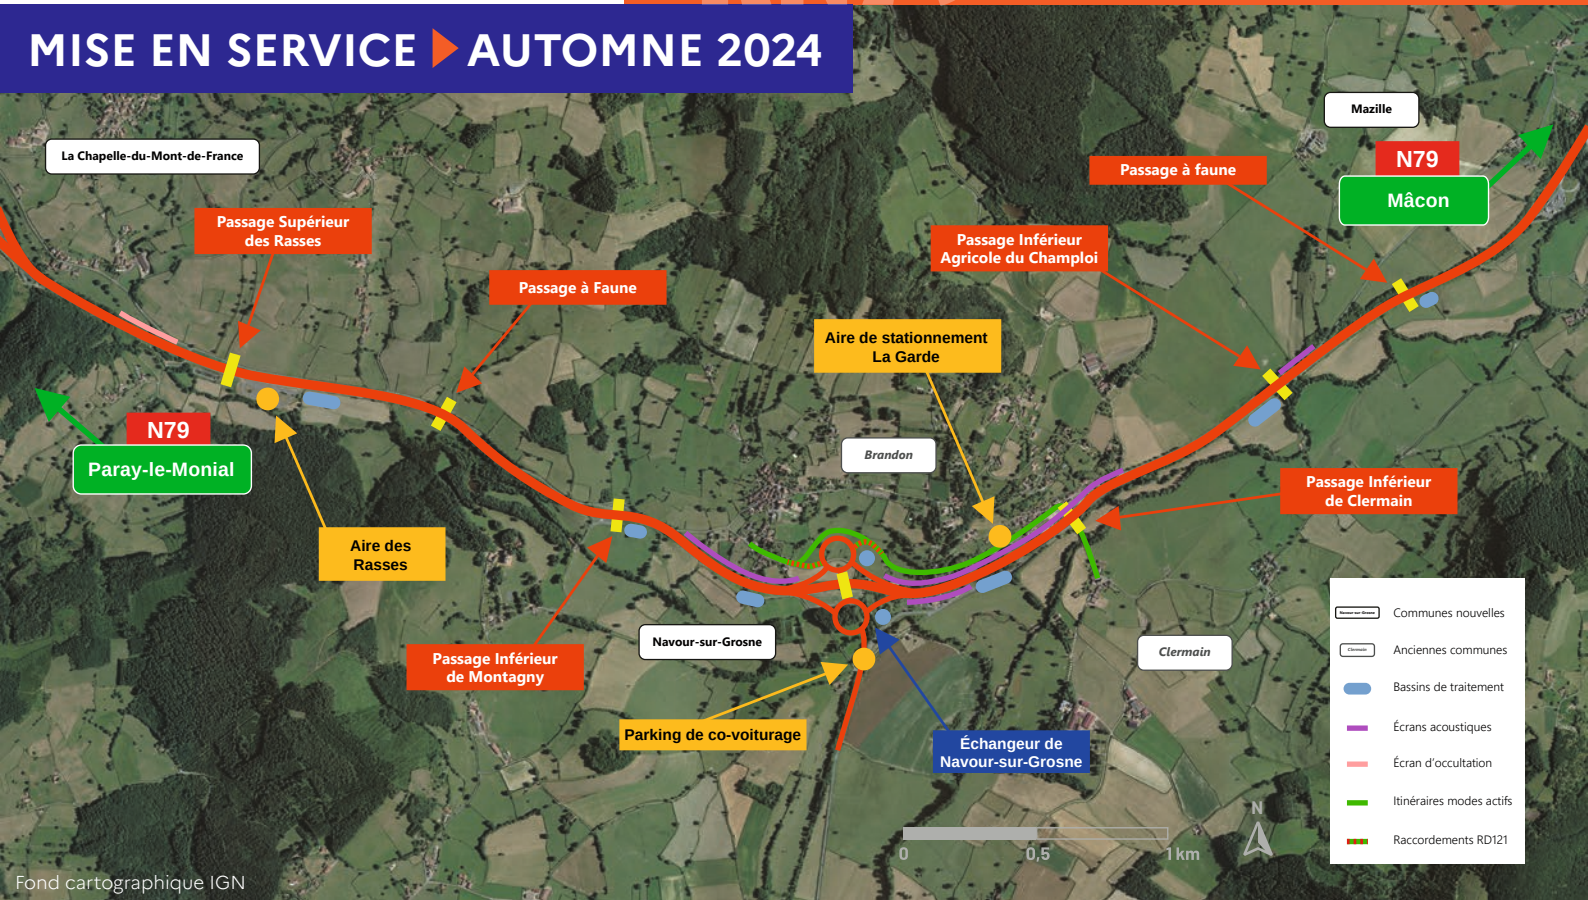 MISE EN SERVICE AUTOMNE 2024
La Chapelle-du-Mont-de-France
Mazille
N79
Mâcon
Passage à faune
Passage Supérieur
des Rasses
Passage Inférieur
Agricole du Champloi
Passage à Faune
Aire de stationnement
La Garde
N79
Paray-le-Monial
Brandon
Passage Inférieur
de Clermain
Aire des
Rasses
Navour-sur-Grosne
Clermain
Passage Inférieur
de Montagny
Parking de co-voiturage
Échangeur de
Navour-sur-Grosne
Navour-sur-Grosne
Communes nouvelles
Clermain
Anciennes communes
Bassins de traitement
Écrans acoustiques
Écran d'occultation
Itinéraires modes actifs
Raccordements RD121
N
0 0,5 1 km
Fond cartographique IGN